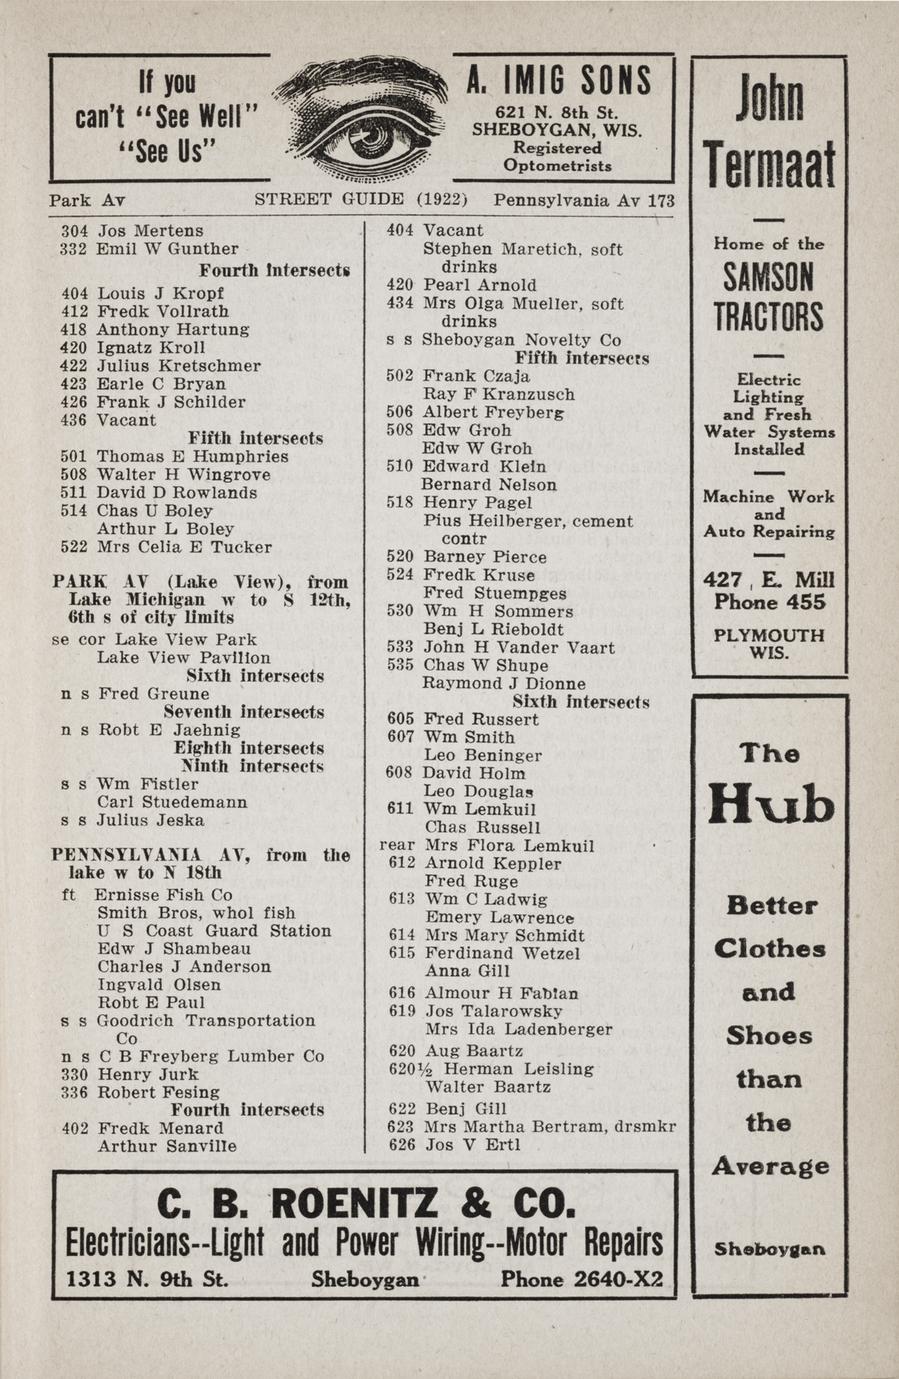 If you
can't "See Well"
"See Us"
A. IMIG SONS
621 N. 8th St.
SHEBOYGAN, WIS.
Registered
Optometrists
Park Av STREET GUIDE (1922) Pennsylvania Av 173
304 Jos Mertens
332 Emil W Gunther
Fourth intersects
404 Louis J Kropf
412 Fredk Vollrath
418 Anthony Hartung
420 Ignatz Kroll
422 Julius Kretschmer
423 Earle C Bryan
426 Frank J Schilder
436 Vacant
Fifth intersects
501 Thomas E Humphries
508 Walter H Wingrove
511 David D Rowlands
514 Chas U Boley
Arthur L Boley
522 Mrs Celia E Tucker
PARK AV (Lake View), from
Lake Michigan w to S 12th,
6th s of city limits
se cor Lake View Park
Lake View Pavilion
Sixth intersects
n s Fred Greune
Seventh intersects
n s Robt E Jaehnig
Eighth intersects
Ninth intersects
s s Wm Fistler
Carl Stuedemann
s s Julius Jeska
PENNSYLVANIA AV, from the
lake w to N 18th
ft Ernisse Fish Co
Smith Bros, whol fish
U S Coast Guard Station
Edw J Shambeau
Charles J Anderson
Ingvald Olsen
Robt E Paul
s s Goodrich Transportation
Co
n s C B Freyberg Lumber Co
330 Henry Jurk
336 Robert Fesing
Fourth intersects
402 Fredk Menard
Arthur Sanville
404 Vacant
Stephen Maretich, soft
drinks
420 Pearl Arnold
434 Mrs Olga Mueller, soft
drinks
s s Sheboygan Novelty Co
Fifth intersects
502 Frank Czaja
Ray F Kranzusch
506 Albert Freyberg
508 Edw Groh
Edw W Groh
510 Edward Klein
Bernard Nelson
518 Henry Pagel
Pius Heilberger, cement
contr
520 Barney Pierce
524 Fredk Kruse
Fred Stuempges
530 Wm H Sommers
Benj L Rieboldt
533 John H Vander Vaart
535 Chas W Shupe
Raymond J Dionne
Sixth intersects
605 Fred Russert
607 Wm Smith
Leo Beninger
608 David Holm
Leo Douglas
611 Wm Lemkuil
Chas Russell
rear Mrs Flora Lemkuil
612 Arnold Keppler
Fred Ruge
613 Wm C Ladwig
Emery Lawrence
614 Mrs Mary Schmidt
615 Ferdinand Wetzel
Anna Gill
616 Almour H Fabian
619 Jos Talarowsky
Mrs Ida Ladenberger
620 Aug Baartz
620½ Herman Leisling
Walter Baartz
622 Benj Gill
623 Mrs Martha Bertram, drsmkr
626 Jos V Ertl
John
Termaat
Home of the
SAMSON
TRACTORS
Electric
Lighting
and Fresh
Water Systems
Installed
Machine Work
and
Auto Repairing
427 E. Mill
Phone 455
PLYMOUTH
WIS.
The
Hub
Better
Clothes
and
Shoes
than
the
Average
Sheboygan
C. B. ROENITZ & CO.
Electricians--Light and Power Wiring--Motor Repairs
1313 N. 9th St. Sheboygan Phone 2640-X2